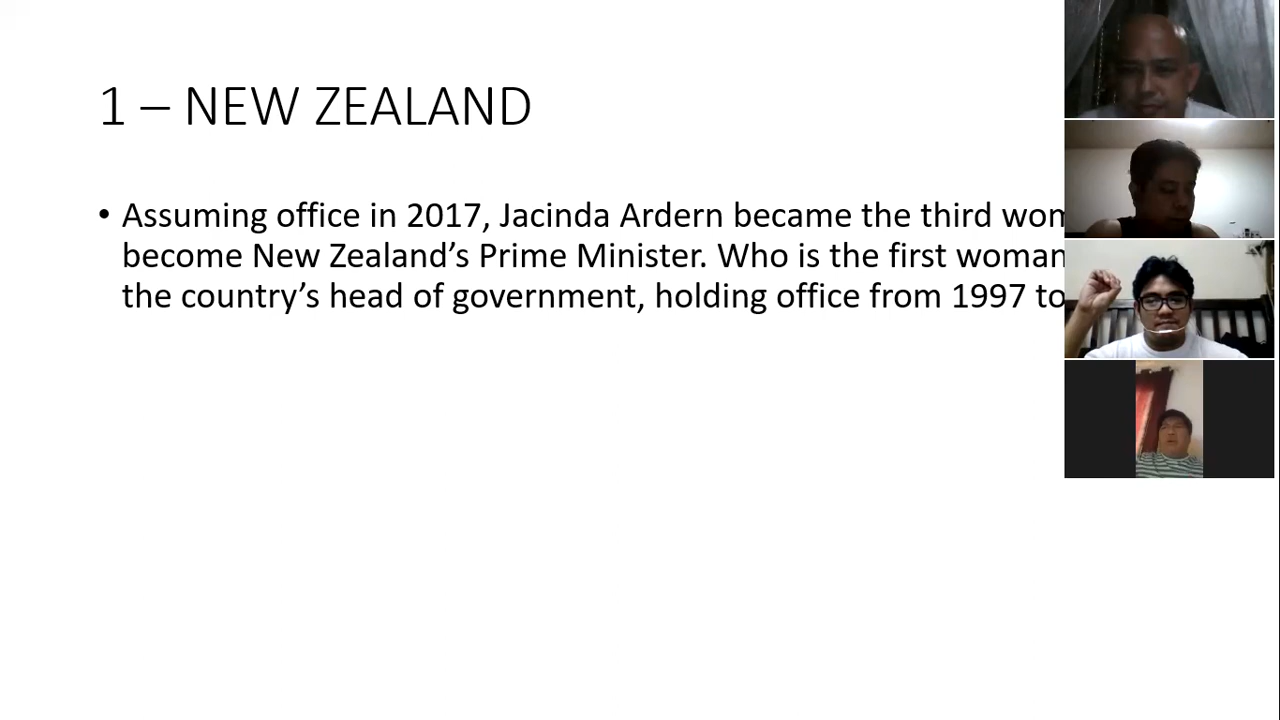 1 – NEW ZEALAND
• Assuming office in 2017, Jacinda Ardern became the third
become New Zealand’s Prime Minister. Who is the first woman
the country’s head of government, holding office from 1997 to